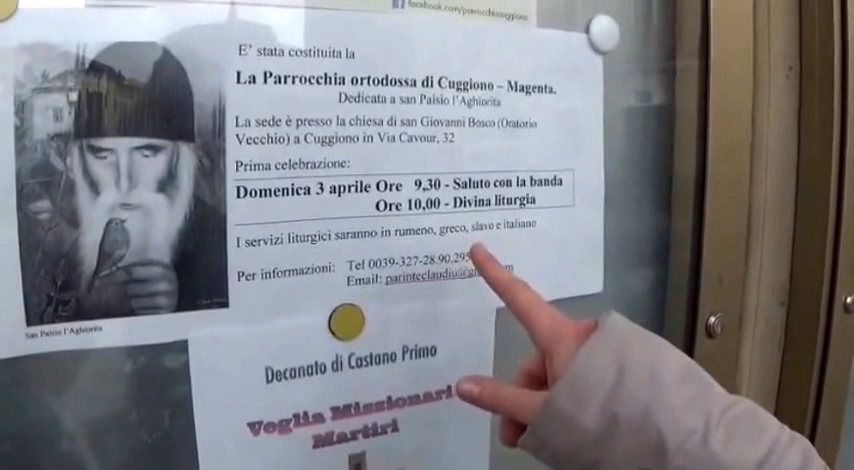 facebook.com/parrocchiacuggiono
E' stata costituita la
La Parrocchia ortodossa di Cuggiono – Magenta.
Dedicata a san Paisio l'Aghiorita
La sede è presso la chiesa di san Giovanni Bosco (Oratorio
Vecchio) a Cuggiono in Via Cavour, 32
Prima celebrazione:
Domenica 3 aprile Ore 9,30 - Saluto con la banda
Ore 10,00 - Divina liturgia
I servizi liturgici saranno in rumeno, greco, slavo e italiano
Per informazioni: Tel 0039-327-28.90.295
Email: parinteclaudiu@
San Paisio l'Aghiorita
Decanato di Castano Primo
Voglia Missionari
Martiri